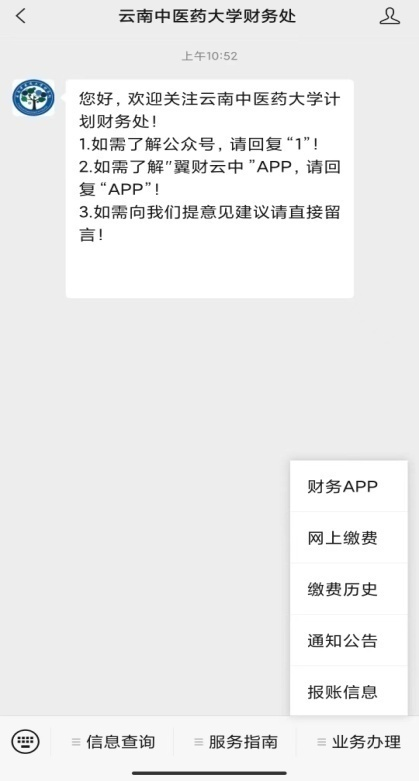 云南中医药大学财务处
上午10:52
您好，欢迎关注云南中医药大学计
划财务处！
1.如需了解公众号，请回复“1”！
2.如需了解"翼财云中 ”APP，请回
复“APP”！
3.如需向我们提意见建议请直接留
言！
财务APP
网上缴费
缴费历史
通知公告
报账信息
信息查询
服务指南
业务办理